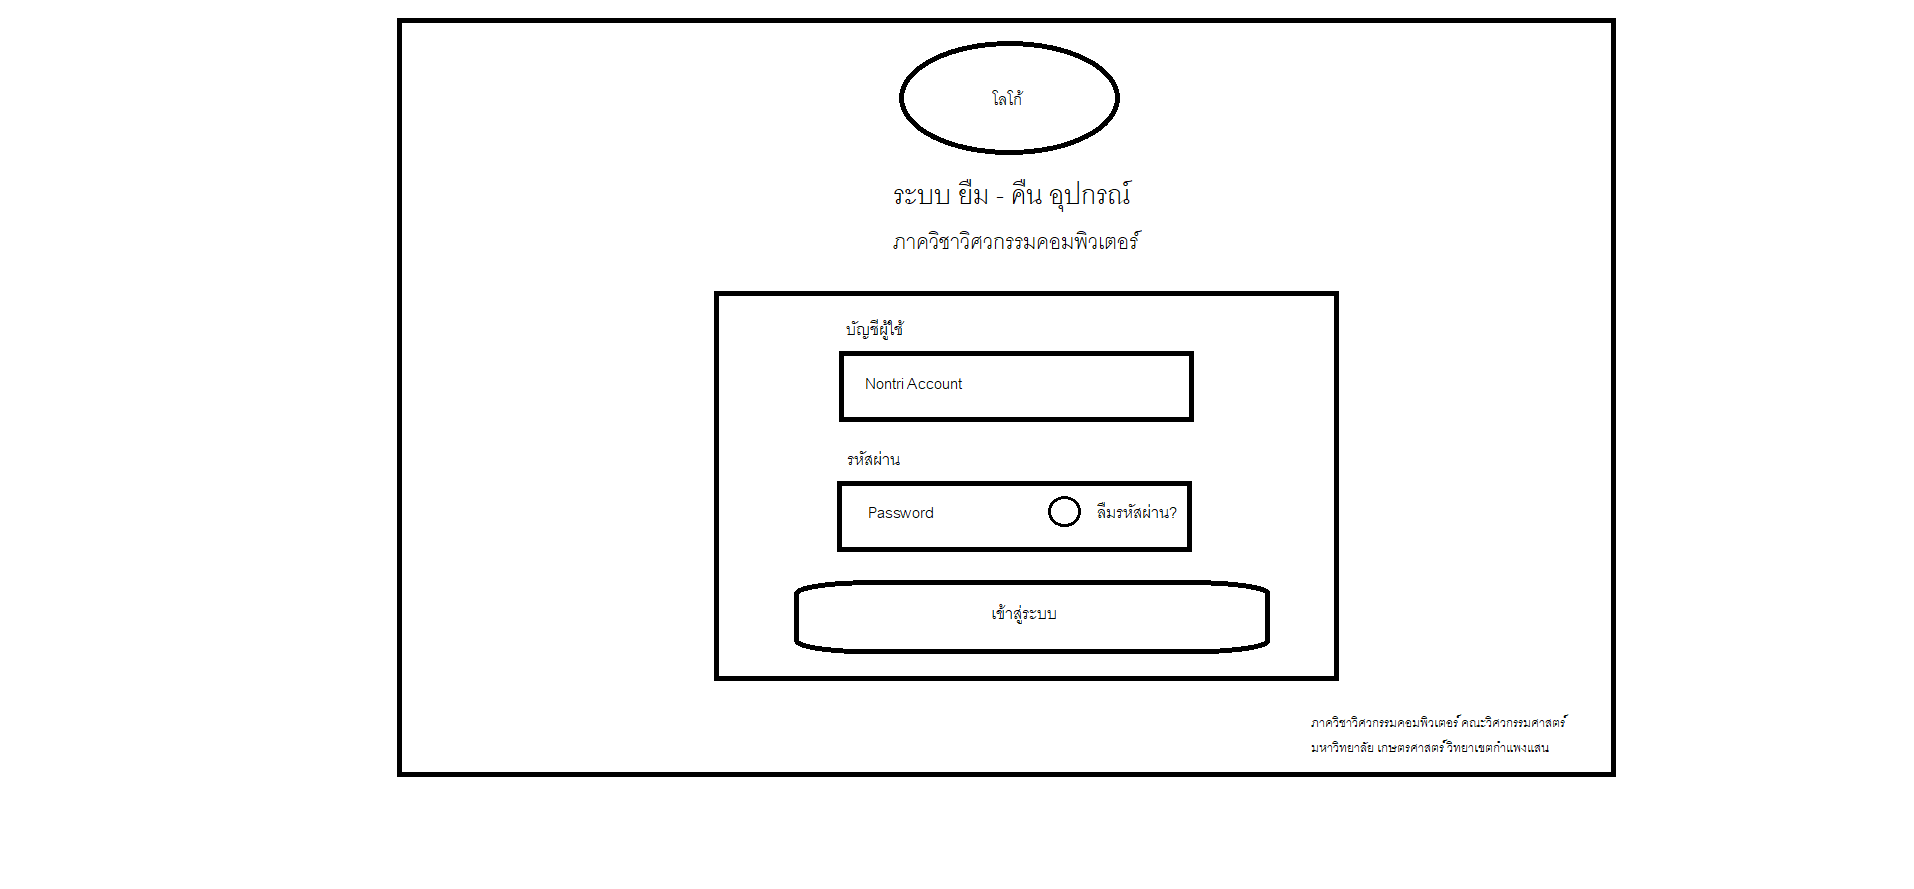 โลโก้
ระบบ ยืม - คืน อุปกรณ์
ภาควิชาวิศวกรรมคอมพิวเตอร์
บัญชีผู้ใช้
Nontri Account
รหัสผ่าน
Password ลืมรหัสผ่าน?
เข้าสู่ระบบ
ภาควิชาวิศวกรรมคอมพิวเตอร์ คณะวิศวกรรมศาสตร์
มหาวิทยาลัย เกษตรศาสตร์ วิทยาเขตกำแพงแสน